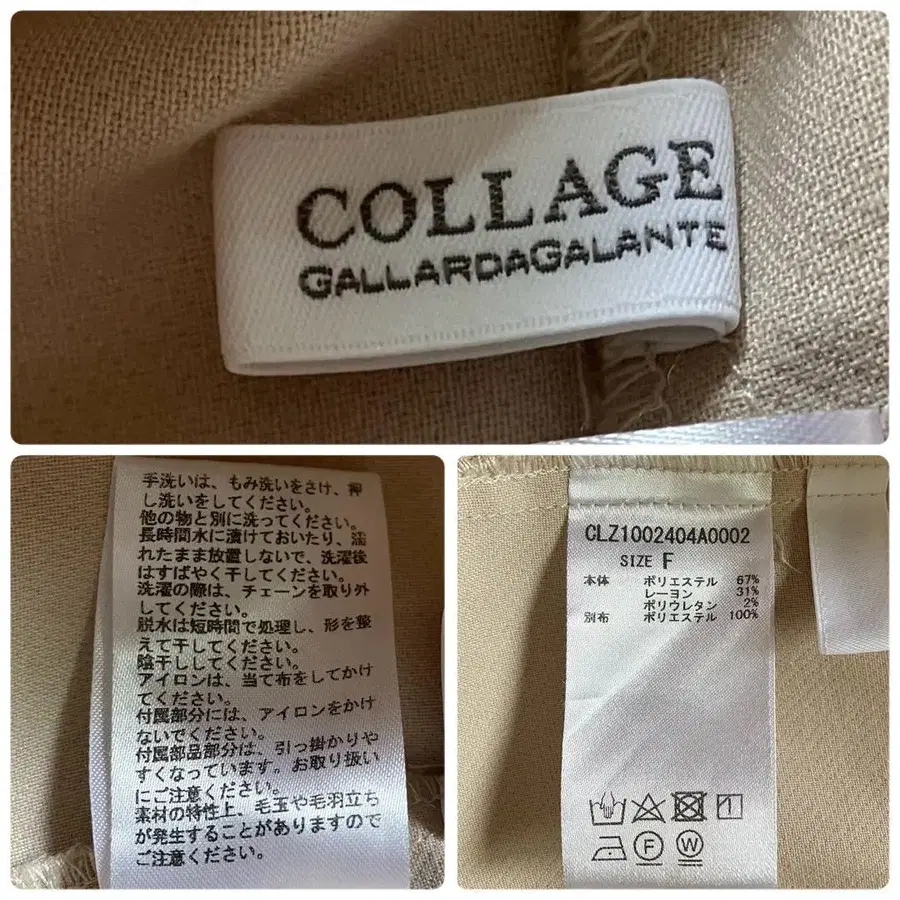 COLLAGE
GALLARDAGALANTE
手洗いは、もみ洗いをさけ、押
し洗いをしてください。
他の物と別に洗ってください。
長時間水に漬けておいたり、濡
れたまま放置しないで、洗濯後
はすばやく干してください。
洗濯の際は、チェーンを取り外
してください。
脱水は短時間で処理し、形を整
えて干してください。
陰干ししてください。
アイロンは、当て布をしてかけ
てください。
付属部分には、アイロンをかけ
ないでください。
付属部品部分は、引っ掛かりや
すくなっています。お取り扱い
にご注意ください。
素材の特性上、毛玉や毛羽立ち
が発生することがありますので
ご注意ください。
CLZ1002404A0002
SIZE F
本体 ポリエステル 67%
レーヨン 31%
ポリウレタン 2%
別布 ポリエステル 100%
F W